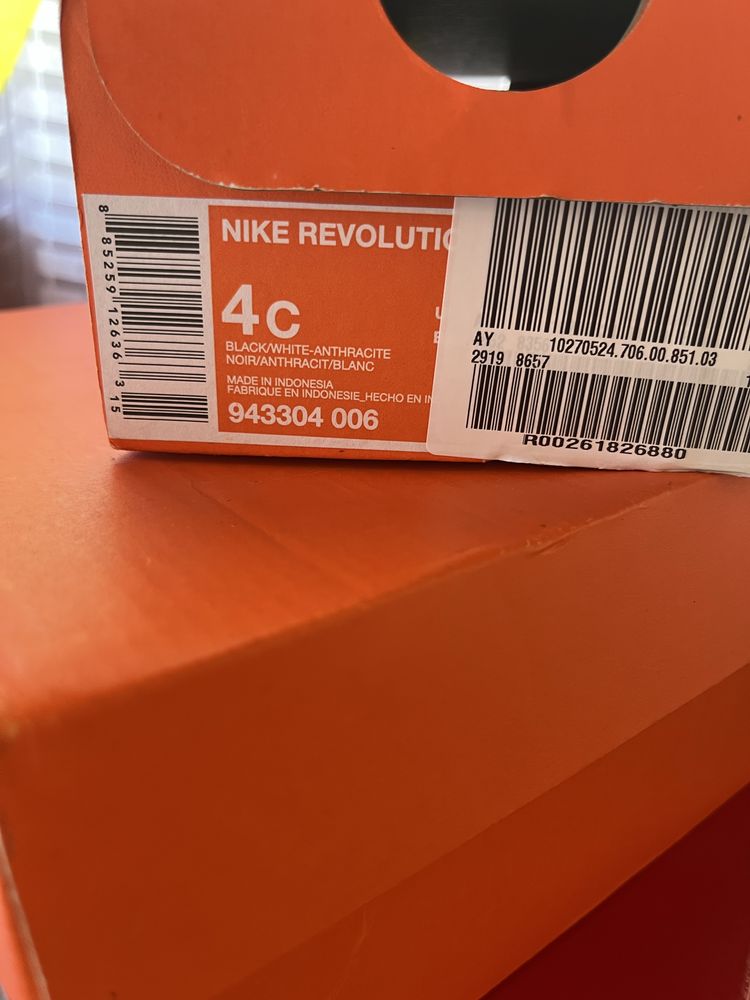 8 85259 12636 3 15
NIKE REVOLUTIO
4C
BLACK/WHITE-ANTHRACITE
NOIR/ANTHRACIT/BLANC
MADE IN INDONESIA
FABRIQUE EN INDONESIE_HECHO EN IN
943304 006
AY 10270524.706.00.851.03
2919 8657
R00261826880